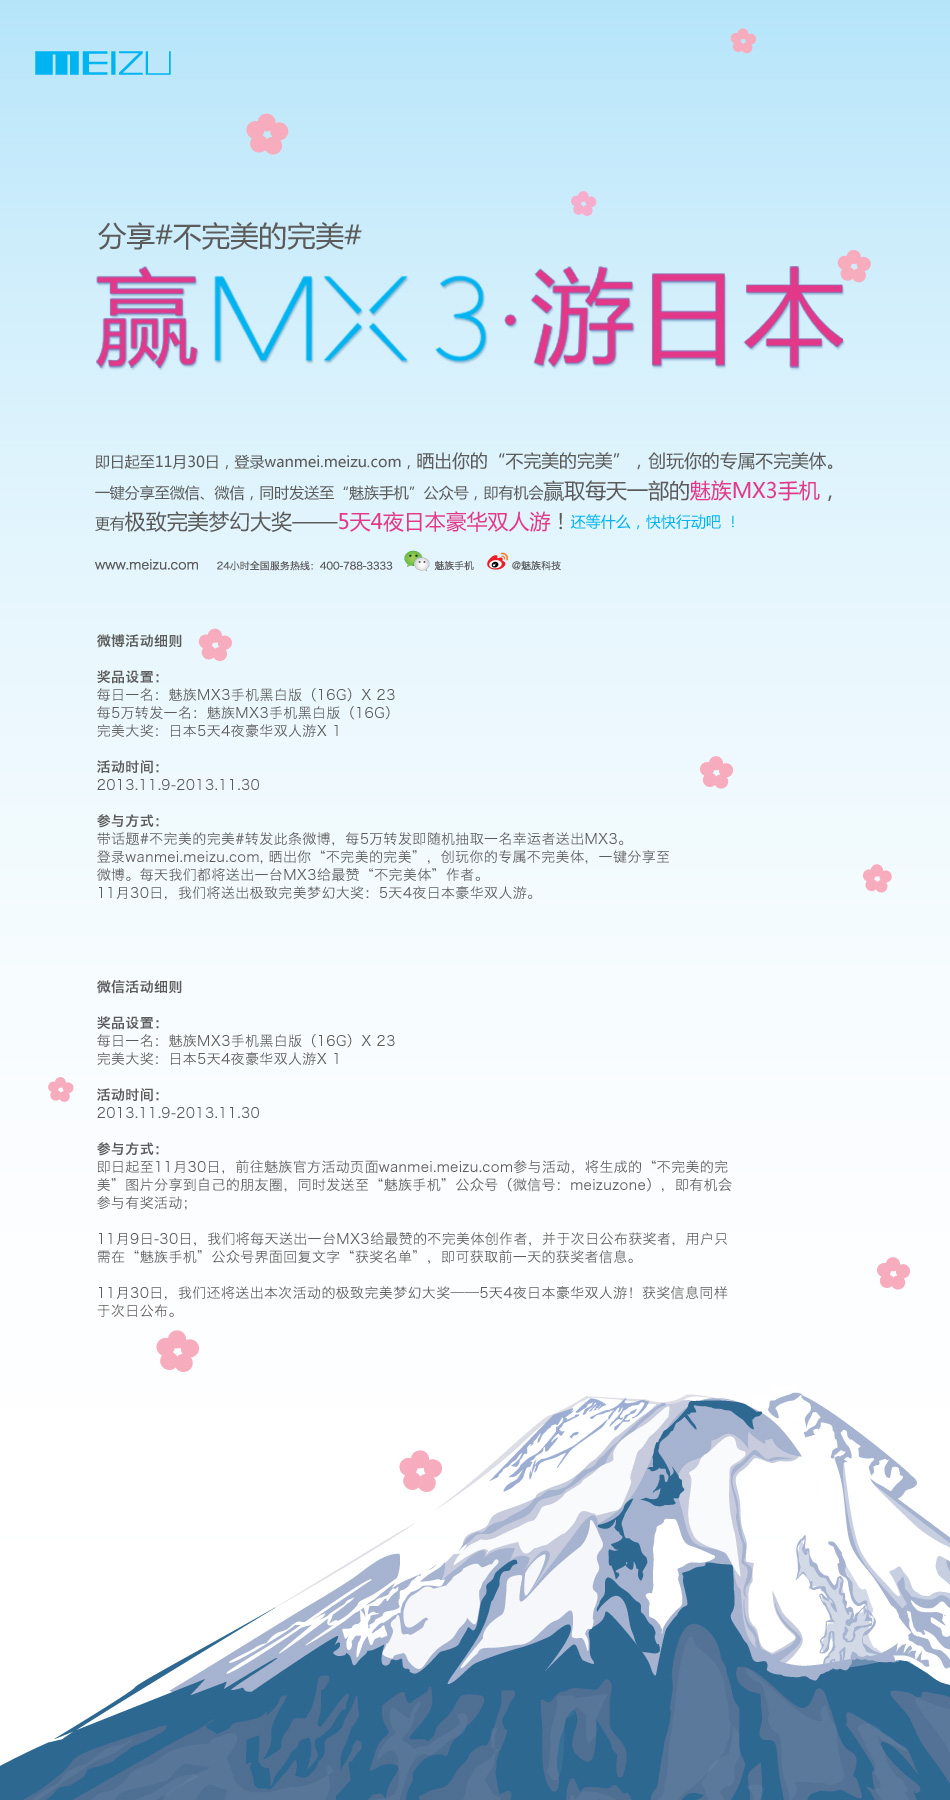 MEIZU
分享#不完美的完美#
赢MX3·游日本
即日起至11月30日，登录wanmei.meizu.com，晒出你的“不完美的完美”，创玩你的专属不完美体。
一键分享至微信、微信，同时发送至“魅族手机”公众号，即有机会赢取每天一部的魅族MX3手机，
更有极致完美梦幻大奖——5天4夜日本豪华双人游！还等什么，快快行动吧 ！
www.meizu.com 24小时全国服务热线：400-788-3333 魅族手机 @魅族科技
微博活动细则
奖品设置：
每日一名：魅族MX3手机黑白版（16G）X 23
每5万转发一名：魅族MX3手机黑白版（16G）
完美大奖：日本5天4夜豪华双人游X 1
活动时间：
2013.11.9-2013.11.30
参与方式：
带话题#不完美的完美#转发此条微博，每5万转发即随机抽取一名幸运者送出MX3。
登录wanmei.meizu.com, 晒出你“不完美的完美”，创玩你的专属不完美体，一键分享至
微博。每天我们都将送出一台MX3给最赞“不完美体”作者。
11月30日，我们将送出极致完美梦幻大奖：5天4夜日本豪华双人游。
微信活动细则
奖品设置：
每日一名：魅族MX3手机黑白版（16G）X 23
完美大奖：日本5天4夜豪华双人游X 1
活动时间：
2013.11.9-2013.11.30
参与方式：
即日起至11月30日，前往魅族官方活动页面wanmei.meizu.com参与活动，将生成的“不完美的完
美”图片分享到自己的朋友圈，同时发送至“魅族手机”公众号（微信号：meizuzone），即有机会
参与有奖活动；
11月9日-30日，我们将每天送出一台MX3给最赞的不完美体创作者，并于次日公布获奖者，用户只
需在“魅族手机”公众号界面回复文字“获奖名单”，即可获取前一天的获奖者信息。
11月30日，我们还将送出本次活动的极致完美梦幻大奖——5天4夜日本豪华双人游！获奖信息同样
于次日公布。